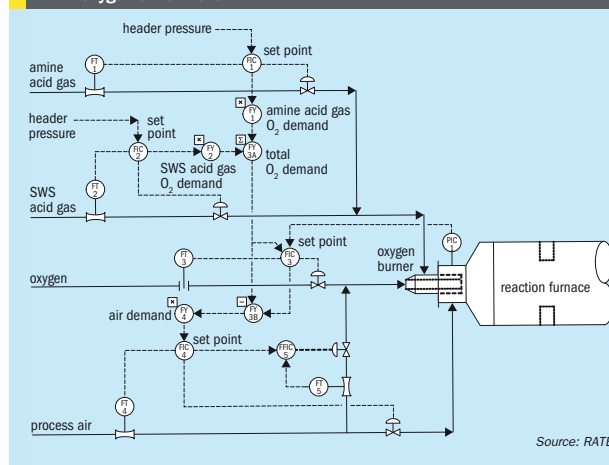 header pressure
set point
FT 1
FIC 1
amine
acid gas
×
FY 1
amine acid gas
O2 demand
header
pressure
set
point
×
Σ
FIC 2
FY 2
FY 3A
total
O2 demand
SWS acid gas
O2 demand
FT 2
SWS
acid gas
set point
PIC 1
oxygen
burner
FT 3
FIC 3
oxygen
reaction furnace
×
−
air demand
FY 4
FY 3B
set point
FIC 4
FFIC 5
FT 5
FT 4
process air
Source: RATE